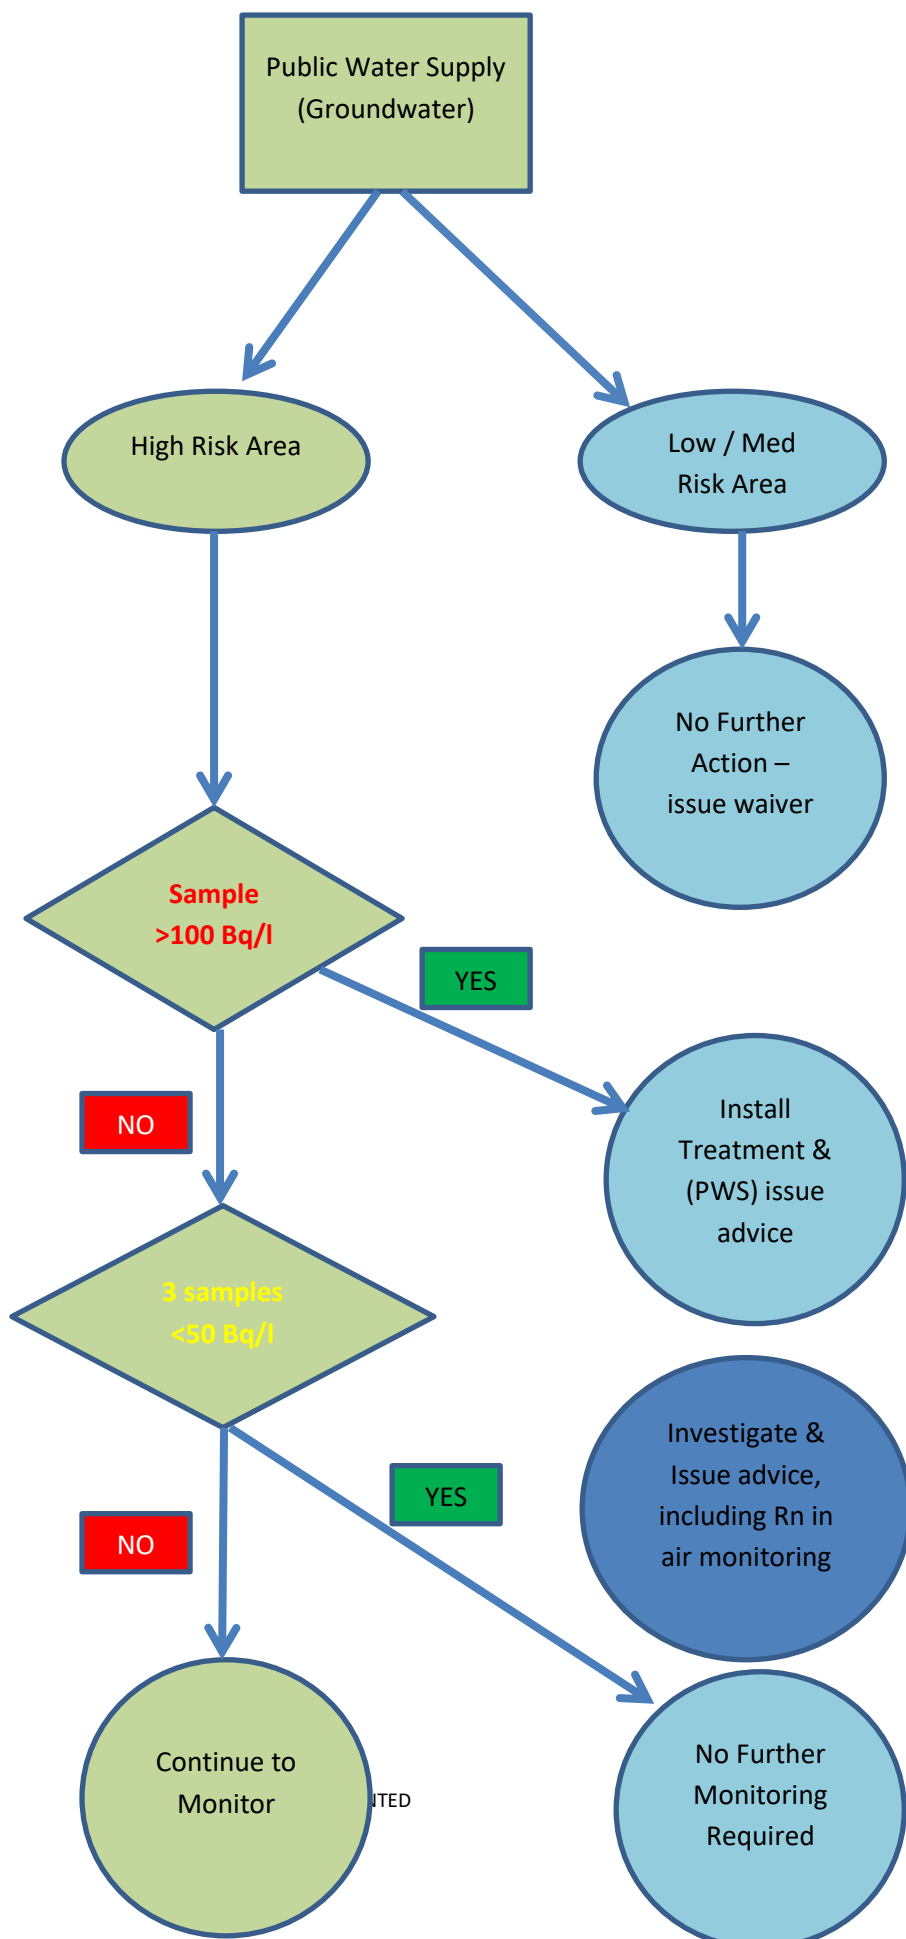 Public Water Supply
(Groundwater)
High Risk Area
Low / Med
Risk Area
No Further
Action –
issue waiver
Sample
>100 Bq/l
YES
NO
Install
Treatment &
(PWS) issue
advice
3 samples
<50 Bq/l
Investigate &
Issue advice,
including Rn in
air monitoring
YES
NO
Continue to
Monitor
No Further
Monitoring
Required